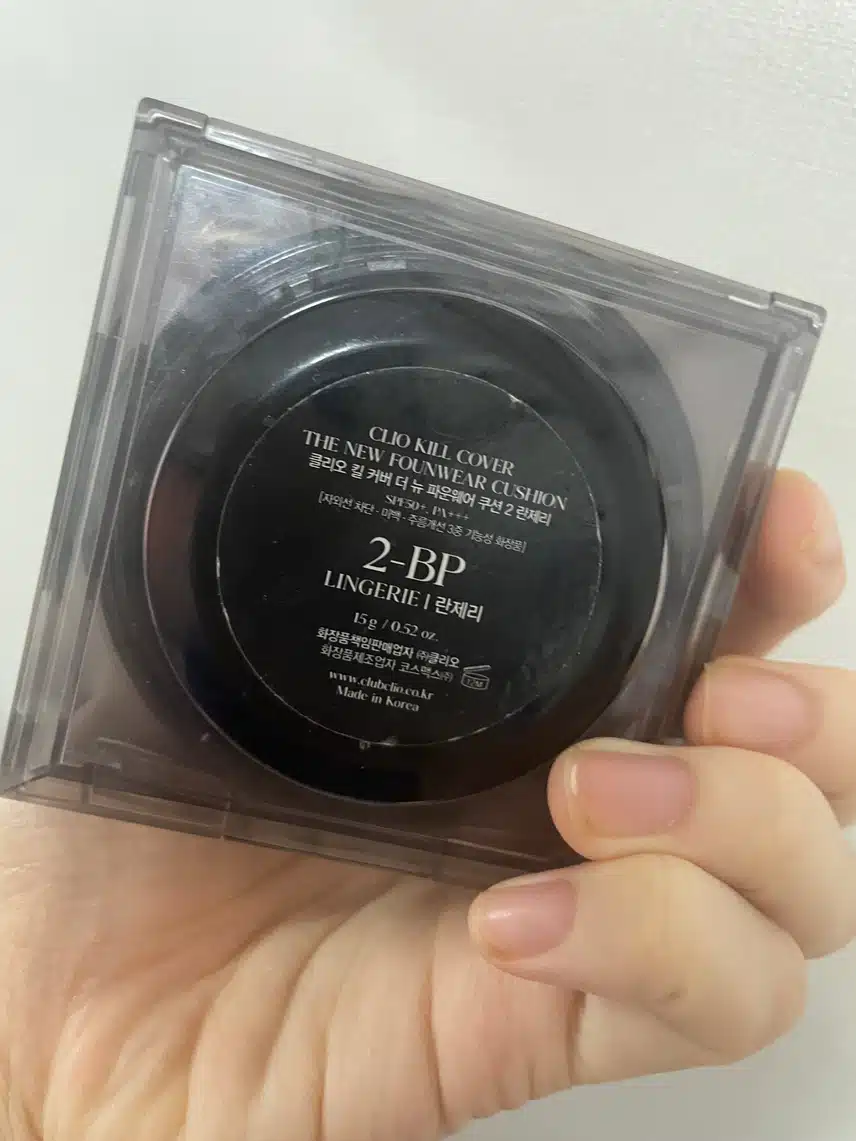 CLIO KILL COVER
THE NEW FOUNWEAR CUSHION
클리오 킬 커버 더 뉴 파운웨어 쿠션 2 란제리
SPF50+, PA+++
[자외선 차단 - 미백 - 주름개선 3중 기능성 화장품]
2-BP
LINGERIE | 란제리
15 g / 0.52 oz.
화장품책임판매업자 ㈜클리오
화장품제조업자 코스맥스㈜
12M
www.clubclio.co.kr
Made in Korea